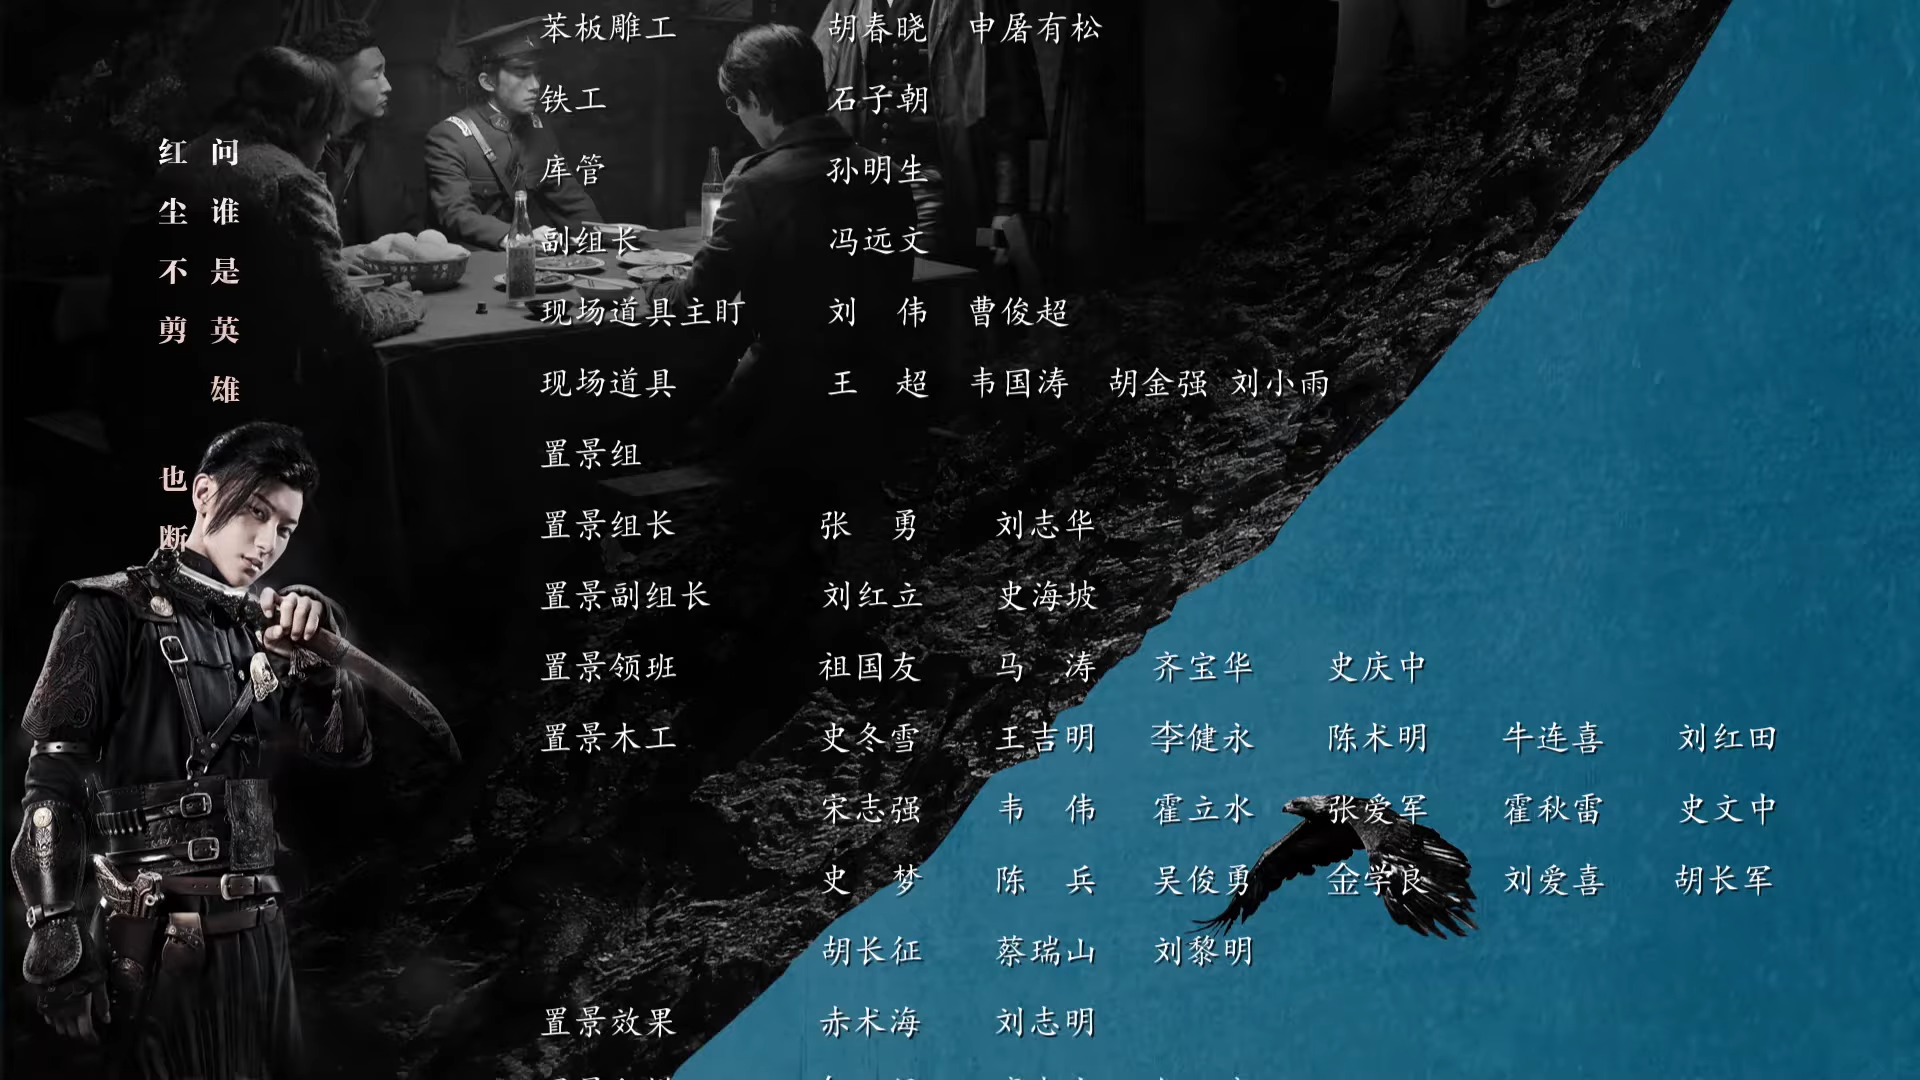 问谁是英雄
红尘不剪 也断
苯板雕工 胡春晓 申屠有松
铁工 石子朝
库管 孙明生
副组长 冯远文
现场道具主盯 刘 伟 曹俊超
现场道具 王 超 韦国涛 胡金强 刘小雨
置景组
置景组长 张 勇 刘志华
置景副组长 刘红立 史海坡
置景领班 祖国友 马 涛 齐宝华 史庆中
置景木工 史冬雪 王吉明 李健永 陈术明 牛连喜 刘红田
宋志强 韦 伟 霍立水 张爱军 霍秋雷 史文中
史 梦 陈 兵 吴俊勇 金学良 刘爱喜 胡长军
胡长征 蔡瑞山 刘黎明
置景效果 赤术海 刘志明